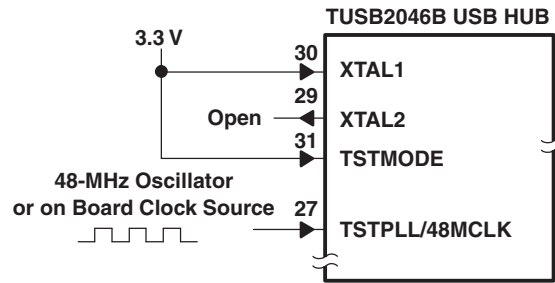 TUSB2046B USB HUB
3.3 V
30
XTAL1
29
Open
XTAL2
31
TSTMODE
48-MHz Oscillator
or on Board Clock Source
27
TSTPLL/48MCLK